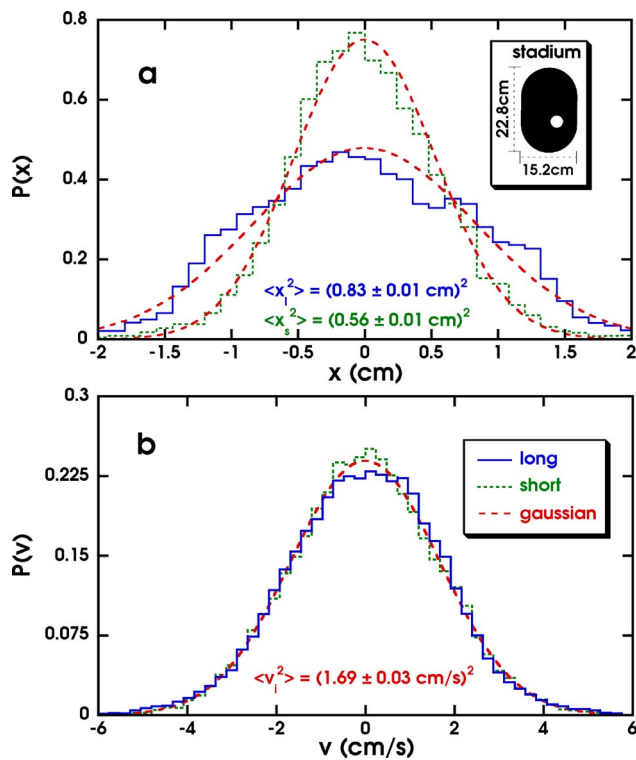 0.8
a
stadium
22.8cm
15.2cm
0.6
P(x)
0.4
0.2
<x_l^2> = (0.83 ± 0.01 cm)^2
<x_s^2> = (0.56 ± 0.01 cm)^2
0
-2 -1.5 -1 -0.5 0 0.5 1 1.5 2
x (cm)
0.3
b
long
short
gaussian
0.225
P(v)
0.15
0.075
<v_i^2> = (1.69 ± 0.03 cm/s)^2
0
-6 -4 -2 0 2 4 6
v (cm/s)